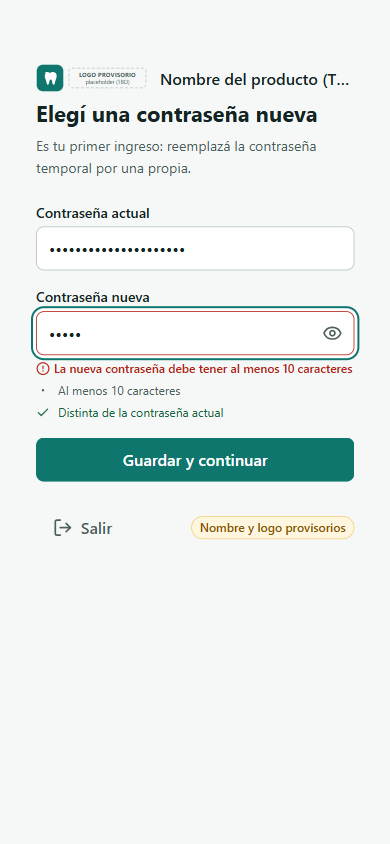 LOGO PROVISORIO
placeholder (TBD)
Nombre del producto (T...
Elegí una contraseña nueva
Es tu primer ingreso: reemplazá la contraseña
temporal por una propia.
Contraseña actual
•••••••••••••••••••••
Contraseña nueva
•••••
La nueva contraseña debe tener al menos 10 caracteres
• Al menos 10 caracteres
✓ Distinta de la contraseña actual
Guardar y continuar
Salir
Nombre y logo provisorios